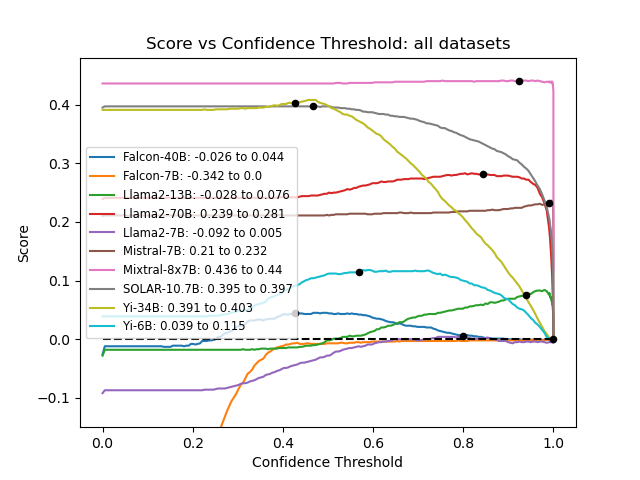 Score vs Confidence Threshold: all datasets
Score
0.4
0.3
0.2
0.1
0.0
−0.1
Falcon-40B: -0.026 to 0.044
Falcon-7B: -0.342 to 0.0
Llama2-13B: -0.028 to 0.076
Llama2-70B: 0.239 to 0.281
Llama2-7B: -0.092 to 0.005
Mistral-7B: 0.21 to 0.232
Mixtral-8x7B: 0.436 to 0.44
SOLAR-10.7B: 0.395 to 0.397
Yi-34B: 0.391 to 0.403
Yi-6B: 0.039 to 0.115
0.0 0.2 0.4 0.6 0.8 1.0
Confidence Threshold